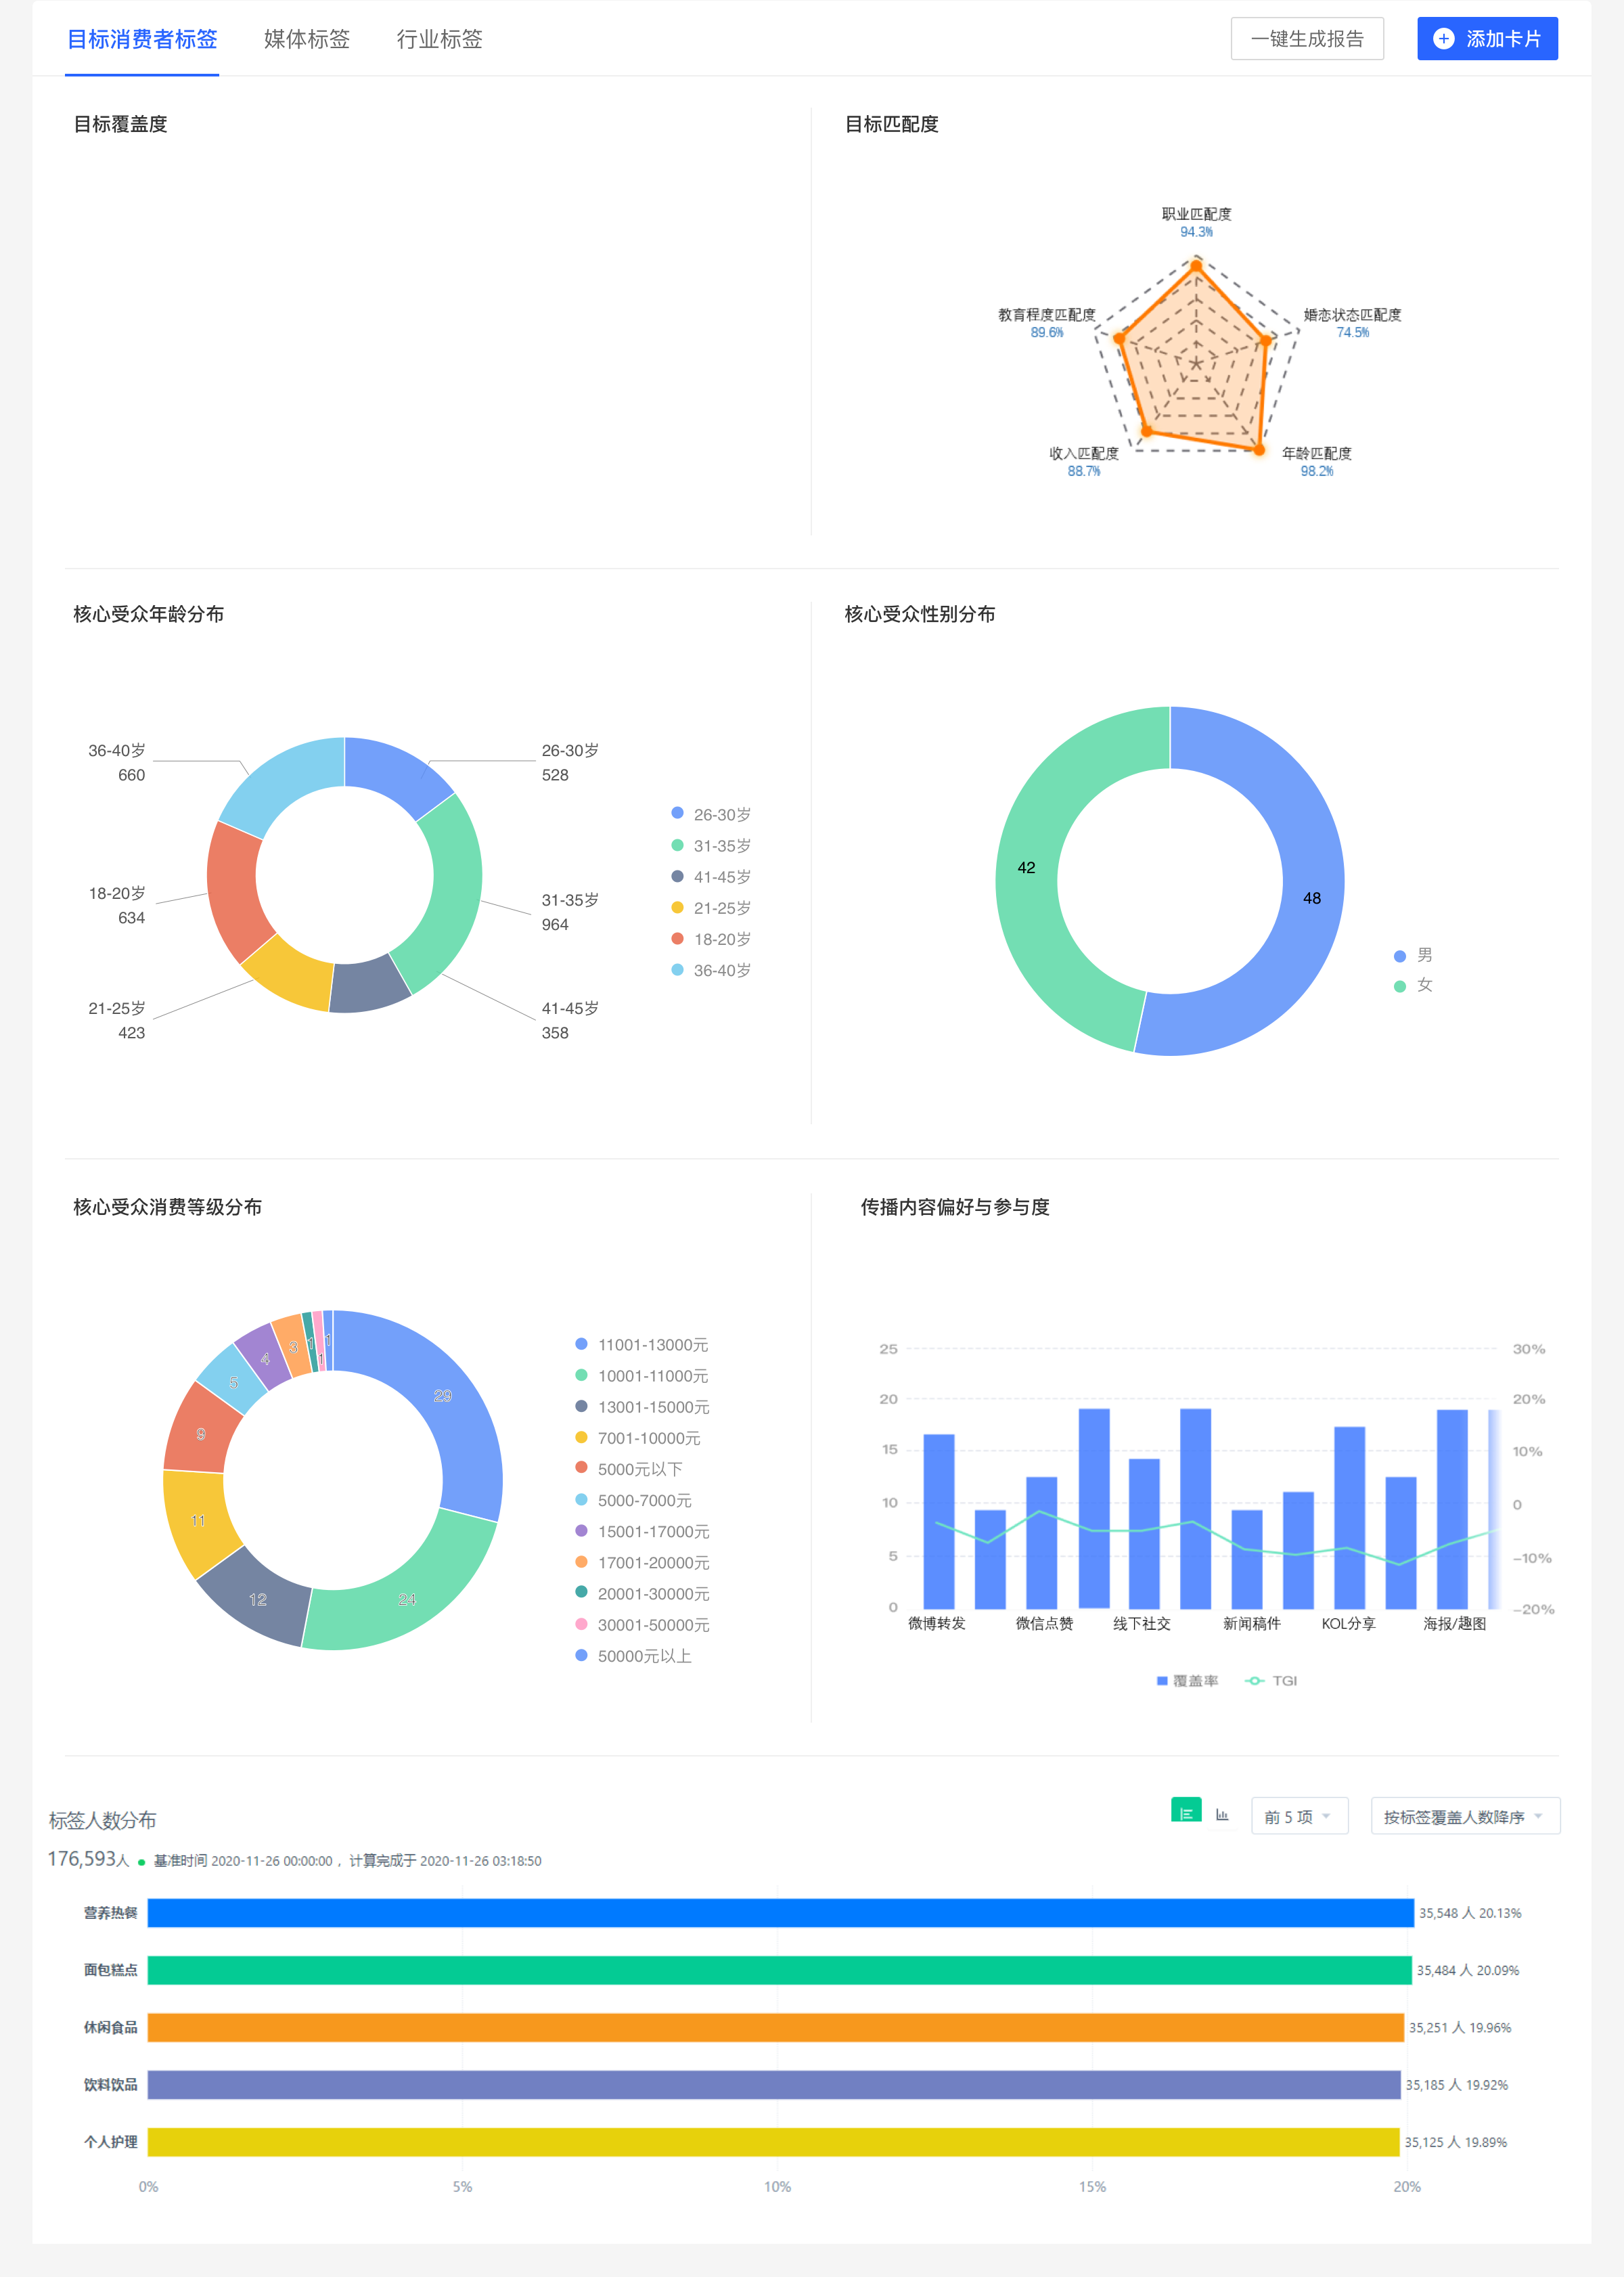 目标消费者标签 媒体标签 行业标签 一键生成报告 添加卡片
目标覆盖度
目标匹配度
职业匹配度
94.3%
教育程度匹配度
89.6%
婚恋状态匹配度
74.5%
收入匹配度
88.7%
年龄匹配度
98.2%
核心受众年龄分布
36-40岁
660
26-30岁
528
18-20岁
634
31-35岁
964
21-25岁
423
41-45岁
358
26-30岁
31-35岁
41-45岁
21-25岁
18-20岁
36-40岁
核心受众性别分布
42
48
男
女
核心受众消费等级分布
29
24
12
11
9
5
4
3
1
1
1
11001-13000元
10001-11000元
13001-15000元
7001-10000元
5000元以下
5000-7000元
15001-17000元
17001-20000元
20001-30000元
30001-50000元
50000元以上
传播内容偏好与参与度
25
20
15
10
5
0
30%
20%
10%
0
-10%
-20%
微博转发 微信点赞 线下社交 新闻稿件 KOL分享 海报/趣图
覆盖率 TGI
标签人数分布
前 5 项 按标签覆盖人数降序
176,593人 基准时间 2020-11-26 00:00:00 ，计算完成于 2020-11-26 03:18:50
营养热餐 35,548 人 20.13%
面包糕点 35,484 人 20.09%
休闲食品 35,251 人 19.96%
饮料饮品 35,185 人 19.92%
个人护理 35,125 人 19.89%
0% 5% 10% 15% 20%